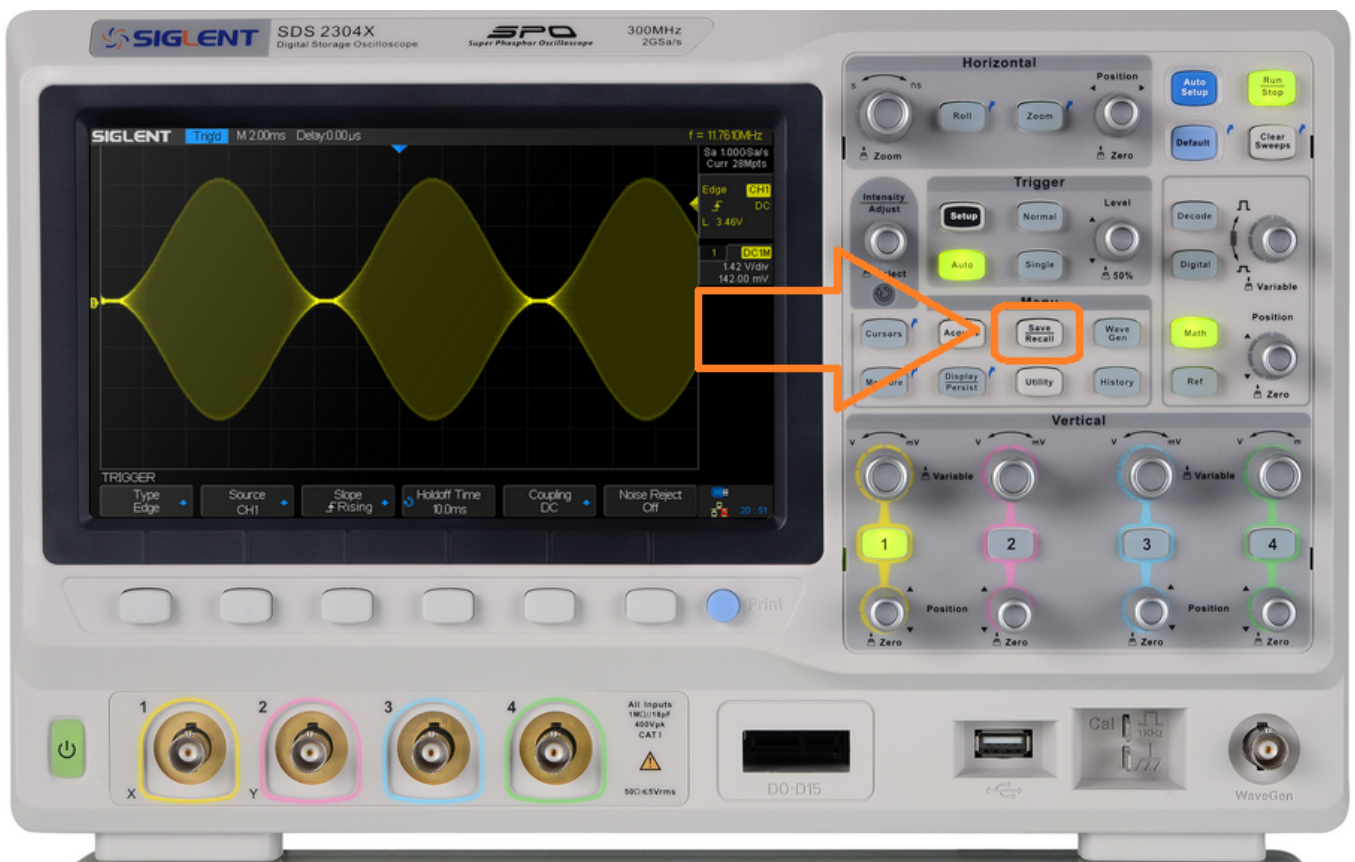 SIGLENT
SDS 2304X
Digital Storage Oscilloscope
SPO
Super Phosphor Oscilloscope
300MHz
2GSa/s
SIGLENT Trig'd M 2.00ms Delay:0.00µs f = 11.7610MHz
Sa 1.00GSa/s
Curr 28Mpts
Edge CH1
DC
L 3.46V
1 DC1M
1.42 V/div
142.00 mV
TRIGGER
Type
Edge
Source
CH1
Slope
Rising
Holdoff Time
10.0ms
Coupling
DC
Noise Reject
Off
20 : 51
Print
Horizontal
s ns
Roll
Zoom
Position
Zoom
Zero
Auto
Setup
Run
Stop
Default
Clear
Sweeps
Intensity
Adjust
Trigger
Setup
Normal
Level
Auto
Single
50%
Decode
Digital
Variable
Menu
Cursors
Save
Recall
Wave
Gen
Display
Persist
Utility
History
Math
Ref
Position
Zero
Vertical
V mV
V mV
V mV
V m
Variable
Variable
1
2
3
4
Position
Position
Zero
Zero
Zero
Zero
1
2
3
4
X
Y
All Inputs
1MΩ//18pF
400Vpk
CAT I
50Ω≤5Vrms
D0-D15
Cal
1KHz
WaveGen